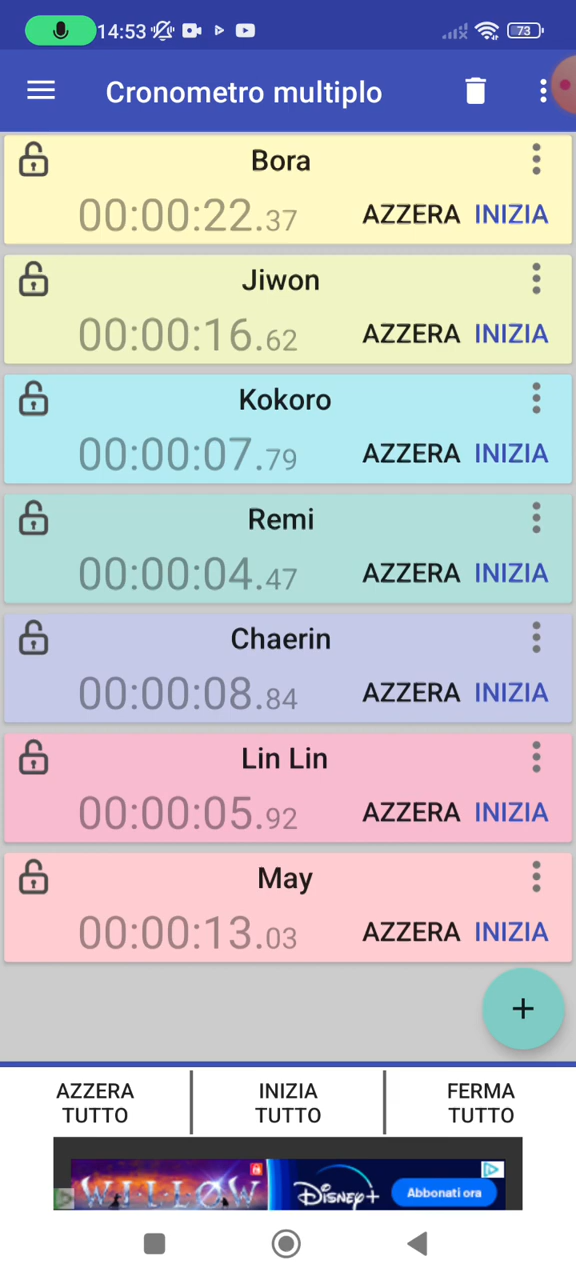 14:53
73
Cronometro multiplo
Bora
00:00:22.37 AZZERA INIZIA
Jiwon
00:00:16.62 AZZERA INIZIA
Kokoro
00:00:07.79 AZZERA INIZIA
Remi
00:00:04.47 AZZERA INIZIA
Chaerin
00:00:08.84 AZZERA INIZIA
Lin Lin
00:00:05.92 AZZERA INIZIA
May
00:00:13.03 AZZERA INIZIA
+
AZZERA
TUTTO
INIZIA
TUTTO
FERMA
TUTTO
WILLOW
Disney+
Abbonati ora